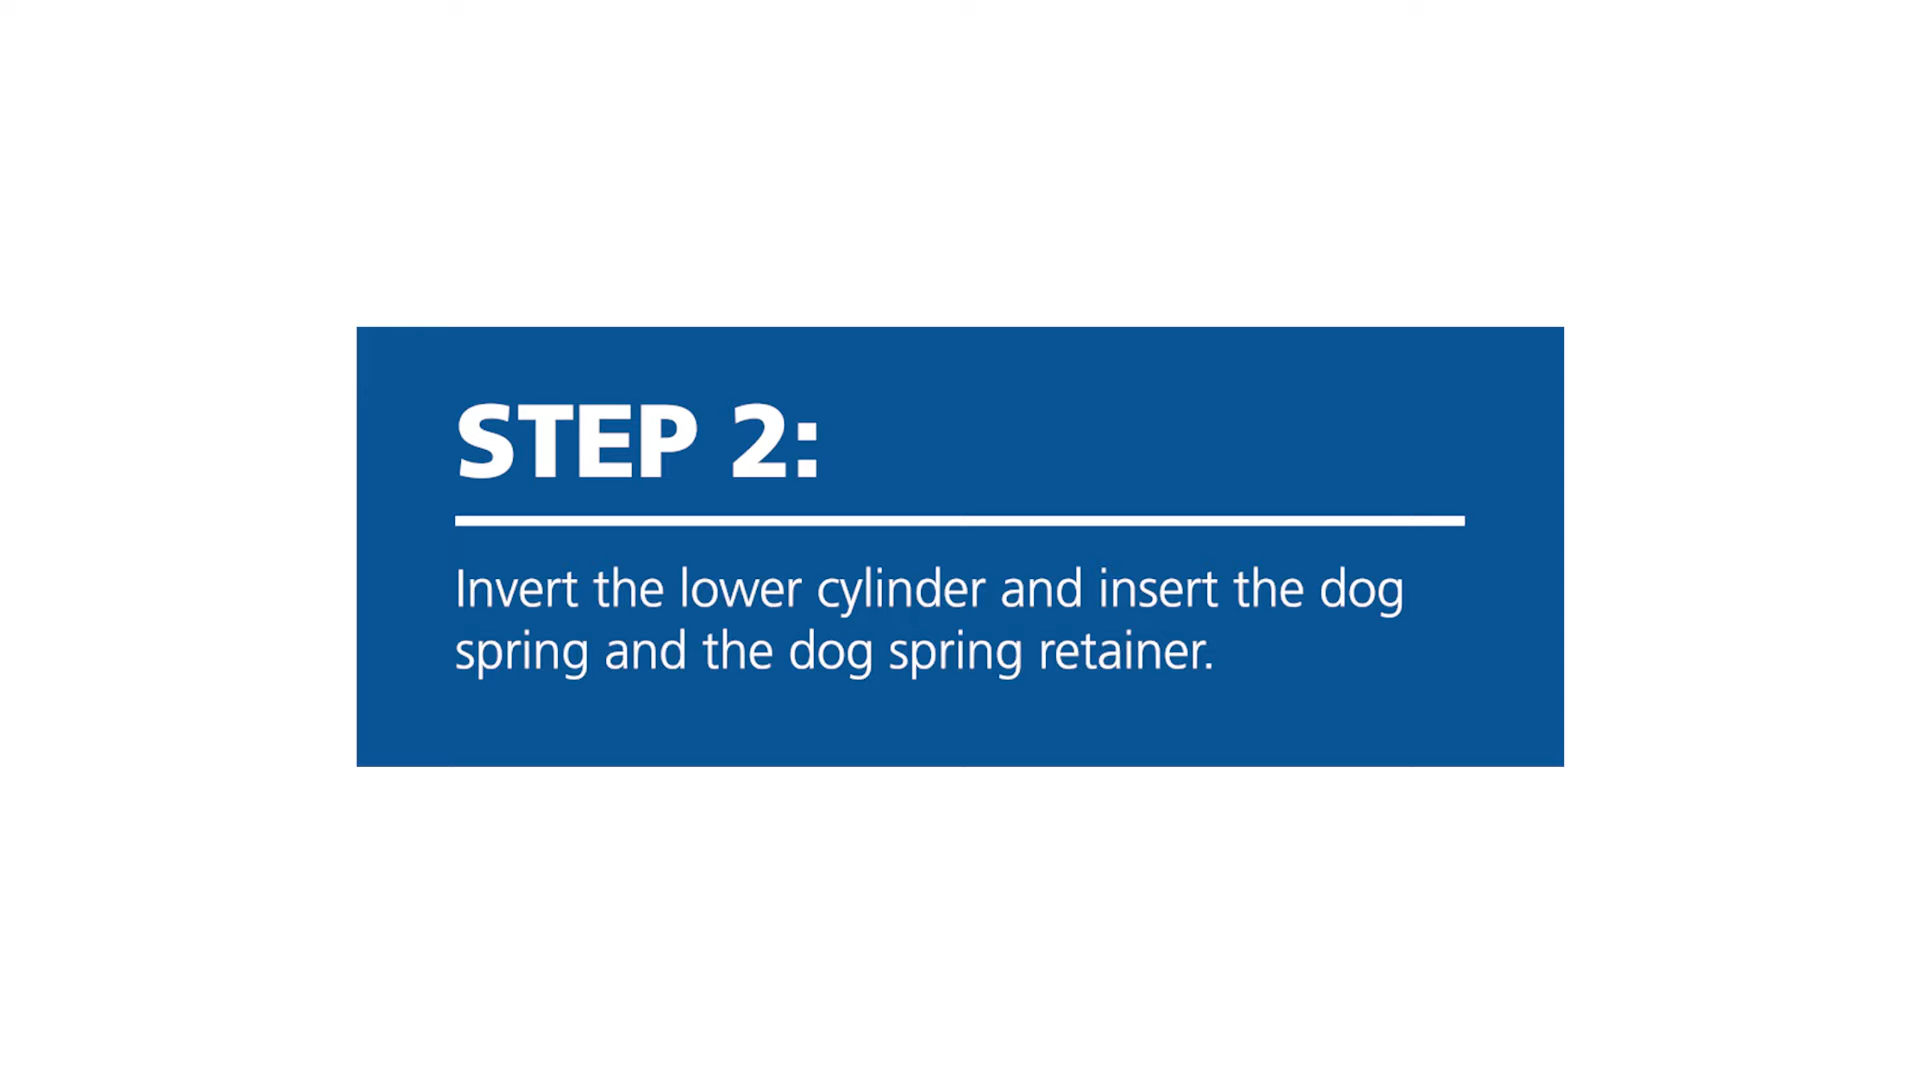 STEP 2:
Invert the lower cylinder and insert the dog
spring and the dog spring retainer.